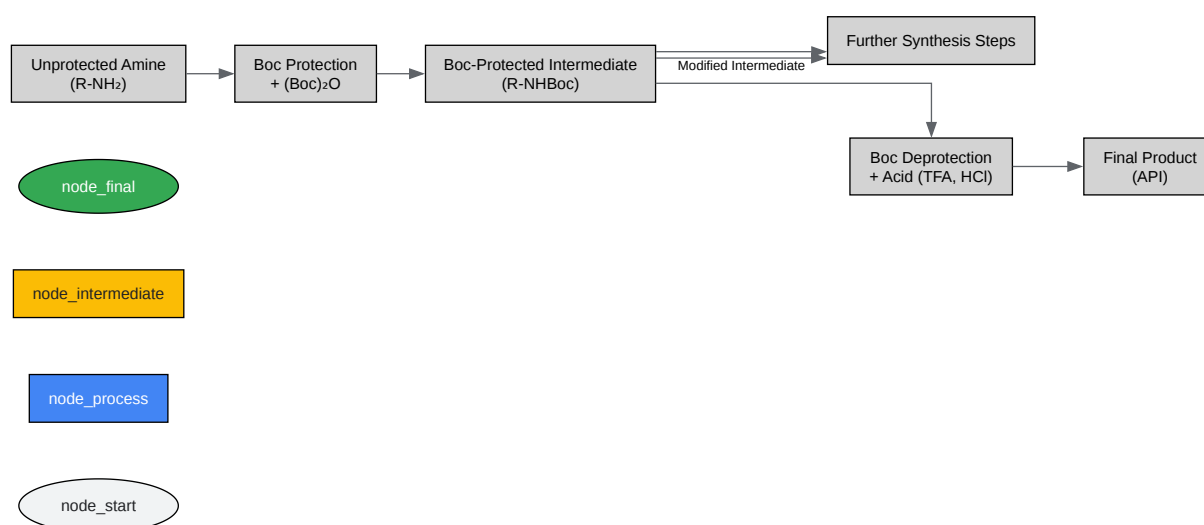 Unprotected Amine
(R-NH₂)
Boc Protection
+ (Boc)₂O
Boc-Protected Intermediate
(R-NHBoc)
Modified Intermediate
Further Synthesis Steps
Boc Deprotection
+ Acid (TFA, HCl)
Final Product
(API)
node_final
node_intermediate
node_process
node_start